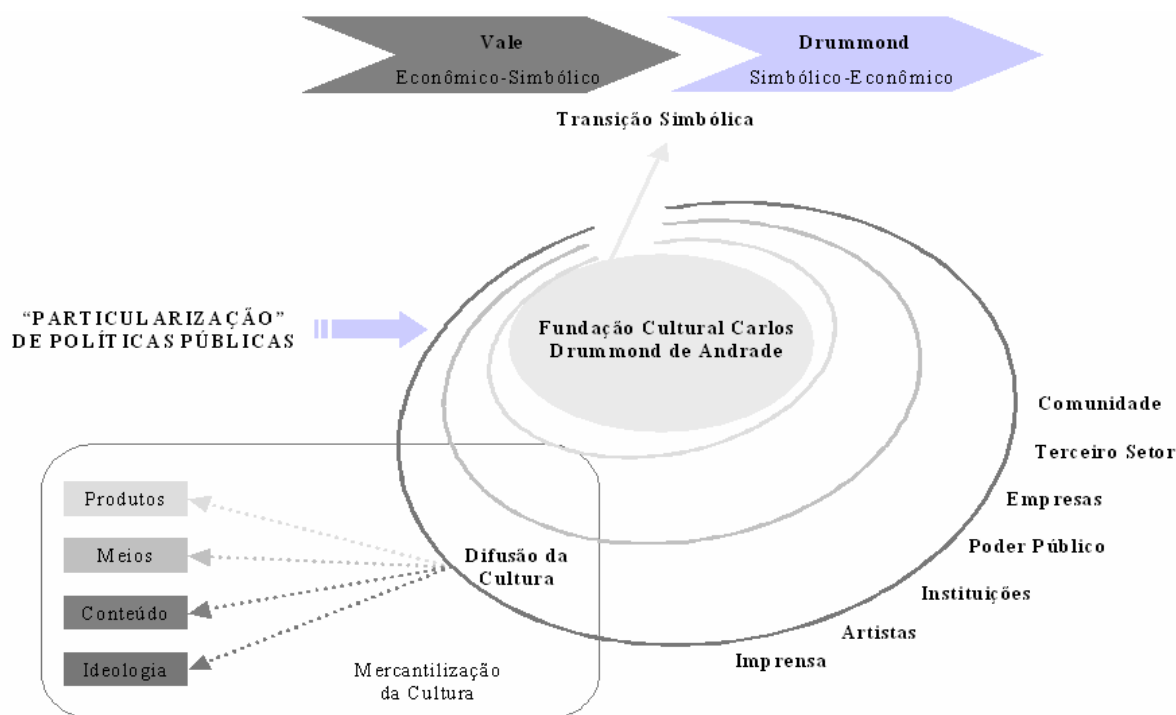 Vale
Econômico-Simbólico
Drummond
Simbólico-Econômico
Transição Simbólica
“PARTICULARIZAÇÃO”
DE POLÍTICAS PÚBLICAS
Fundação Cultural Carlos
Drummond de Andrade
Comunidade
Terceiro Setor
Empresas
Poder Público
Instituições
Artistas
Imprensa
Difusão da
Cultura
Produtos
Meios
Conteúdo
Ideologia
Mercantilização
da Cultura